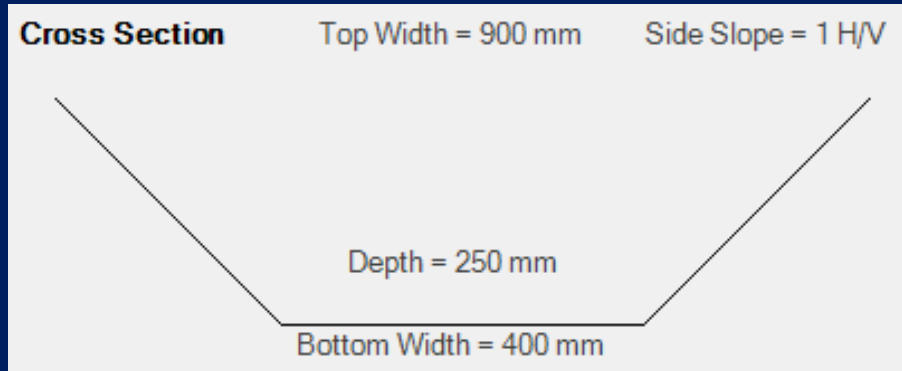 Cross Section Top Width = 900 mm Side Slope = 1 H/V
Depth = 250 mm
Bottom Width = 400 mm